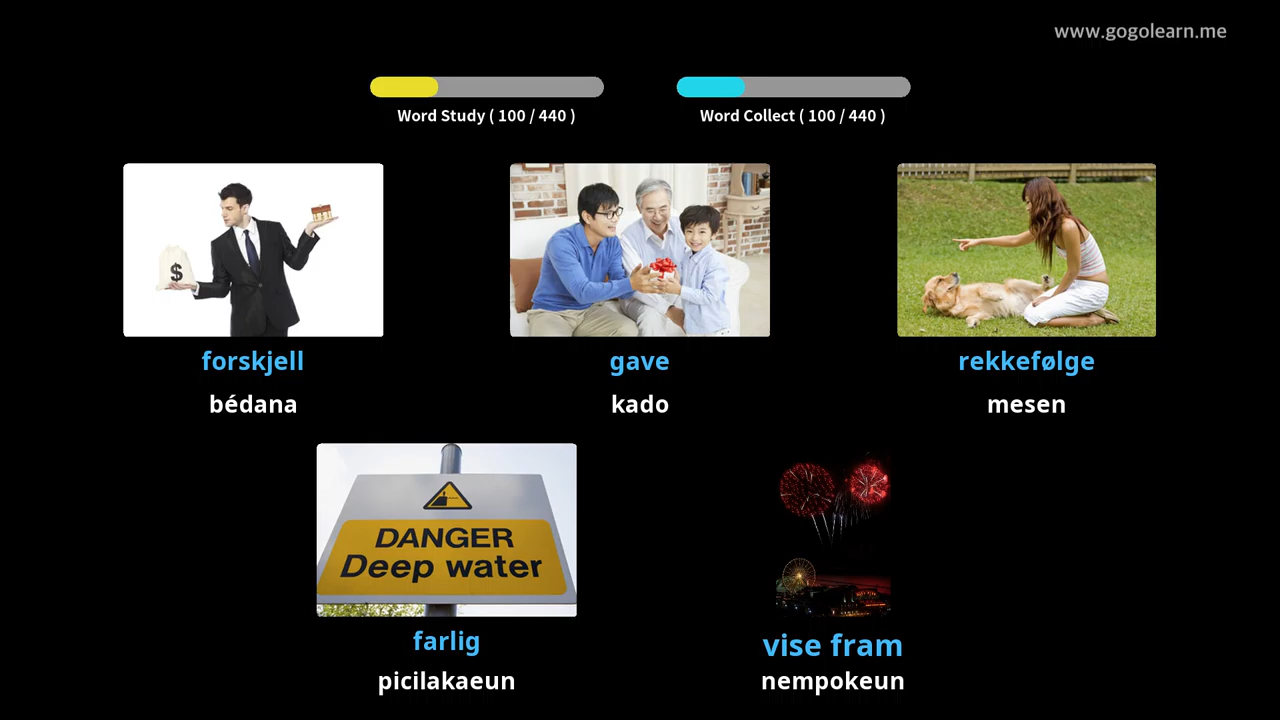 www.gogolearn.me
Word Study ( 100 / 440 )
Word Collect ( 100 / 440 )
$
forskjell
bédana
gave
kado
rekkefølge
mesen
DANGER
Deep water
farlig
picilakaeun
vise fram
nempokeun